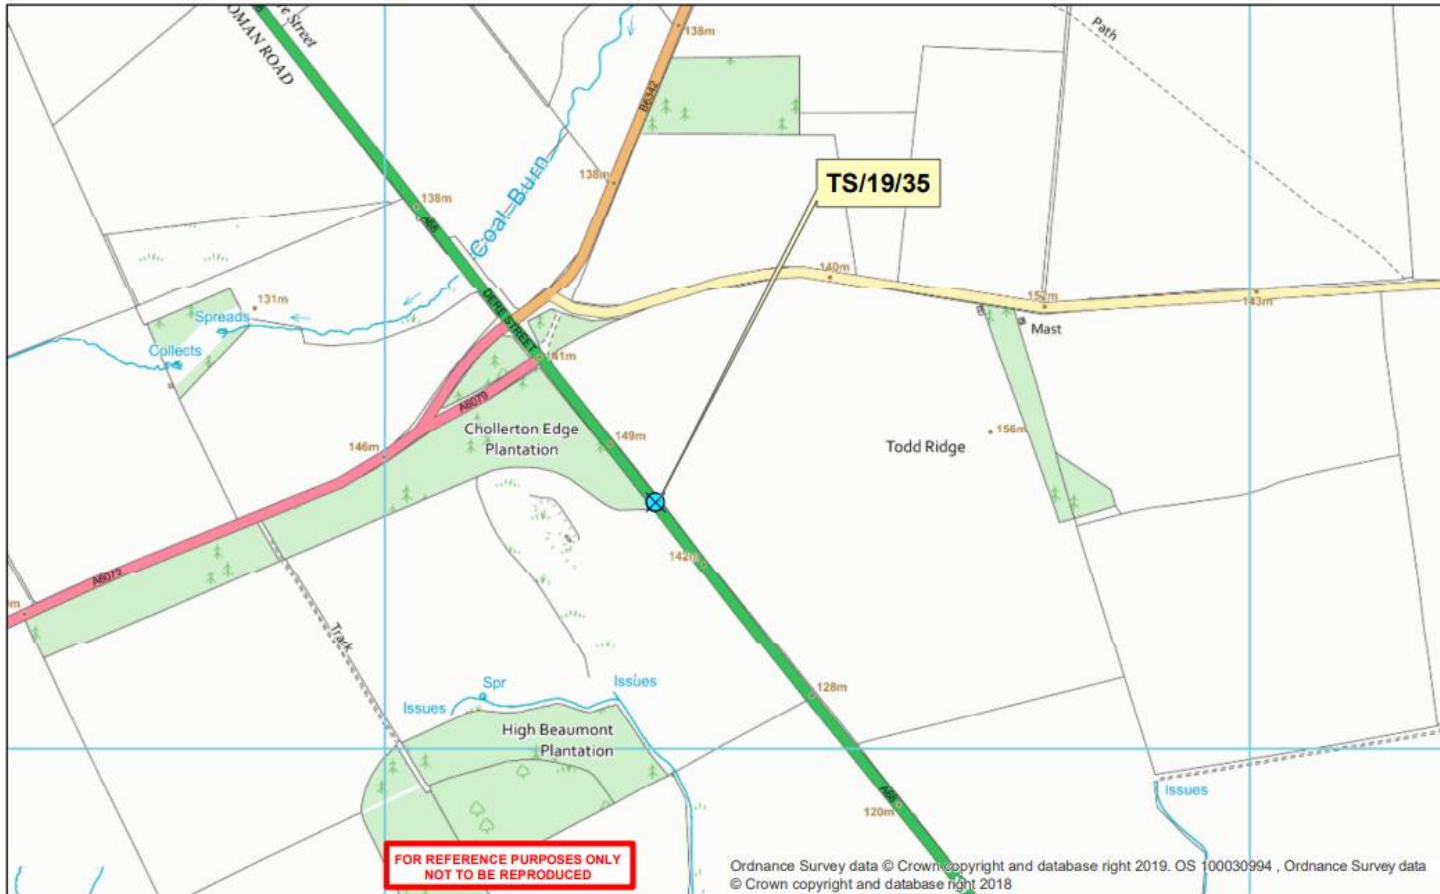 re Street
OMAN ROAD
138m
Path
B6342
138m
TS/19/35
138m
A68
Coal Burn
140m
152m
143m
131m
DERE STREET
Spreads
Mast
Collects
141m
A6079
Chollerton Edge
Plantation
149m
156m
Todd Ridge
146m
142m
A6079
m
Track
128m
Spr
Issues
Issues
High Beaumont
Plantation
Issues
A68
120m
FOR REFERENCE PURPOSES ONLY
NOT TO BE REPRODUCED
Ordnance Survey data © Crown copyright and database right 2019. OS 100030994 , Ordnance Survey data
© Crown copyright and database right 2018